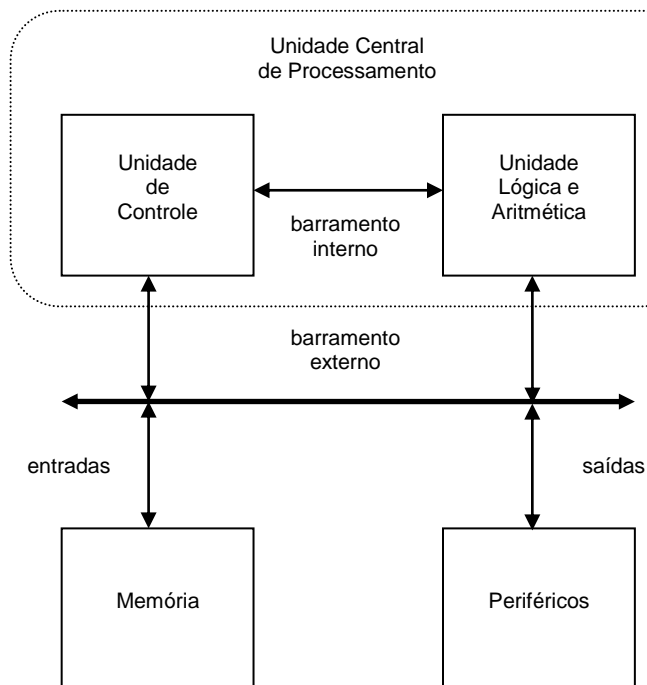 Unidade Central
de Processamento
Unidade
de
Controle
Unidade
Lógica e
Aritmética
barramento
interno
barramento
externo
entradas
saídas
Memória
Periféricos